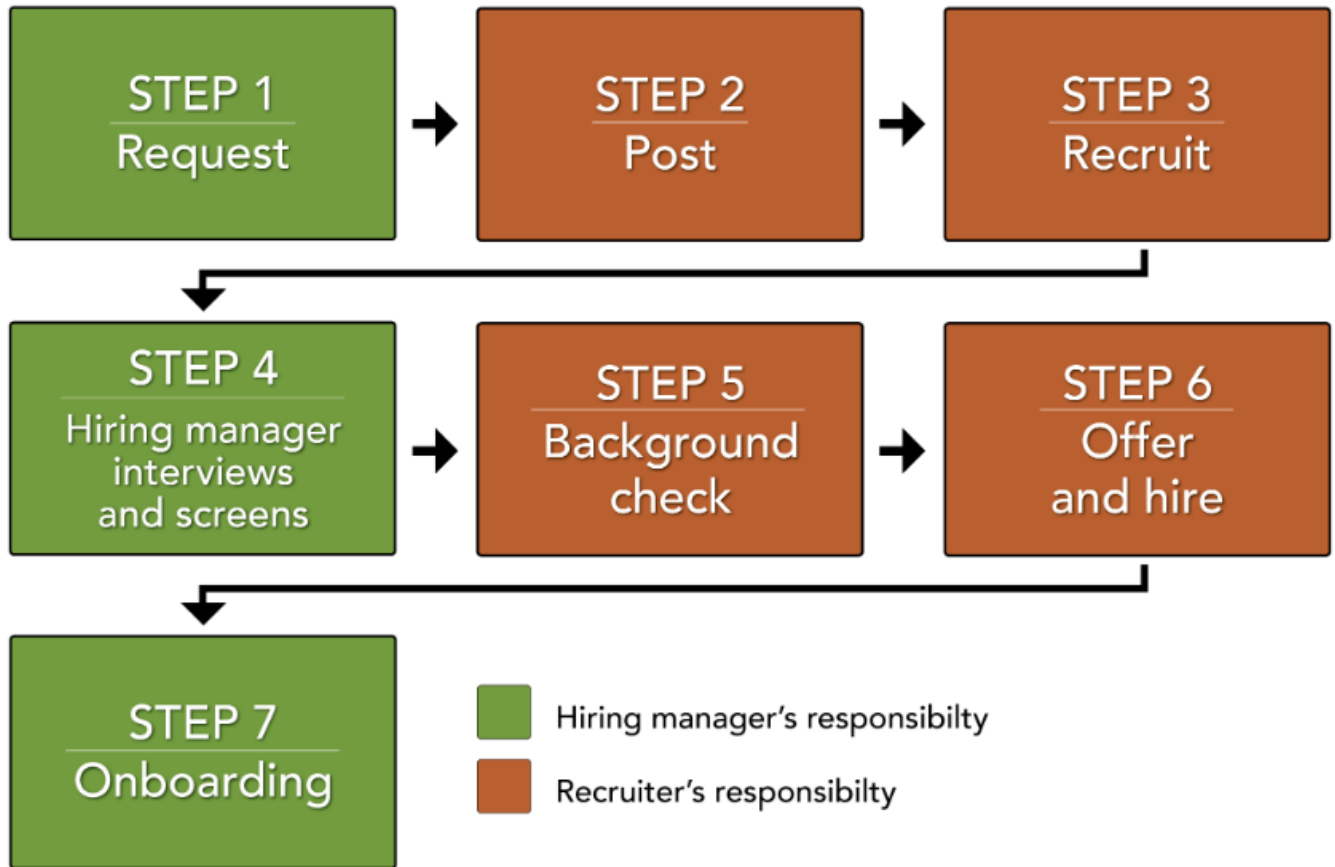 STEP 1
Request
STEP 2
Post
STEP 3
Recruit
STEP 4
Hiring manager
interviews
and screens
STEP 5
Background
check
STEP 6
Offer
and hire
STEP 7
Onboarding
Hiring manager’s responsibilty
Recruiter’s responsibilty